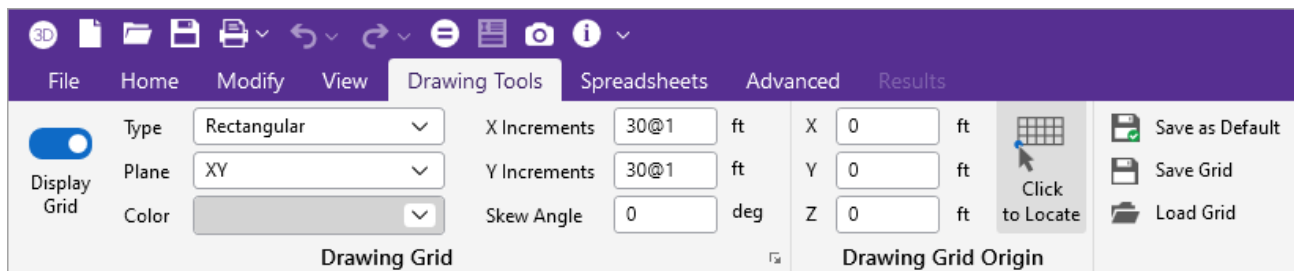 3D
File Home Modify View Drawing Tools Spreadsheets Advanced Results
Type Rectangular X Increments 30@1 ft X 0 ft Save as Default
Display Grid Plane XY Y Increments 30@1 ft Y 0 ft Click to Locate Save Grid
Color Skew Angle 0 deg Z 0 ft Load Grid
Drawing Grid Drawing Grid Origin